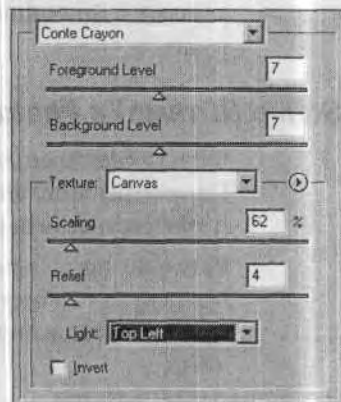 Conte Crayon
Foreground Level 7
Background Level 7
Texture: Canvas
Scaling 62 %
Relief 4
Light: Top Left
Invert